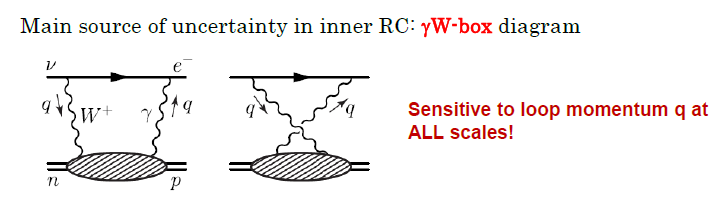 Main source of uncertainty in inner RC: γW-box diagram
ν
e⁻
q
W⁺
γ
q
q
q
n
p
Sensitive to loop momentum q at
ALL scales!